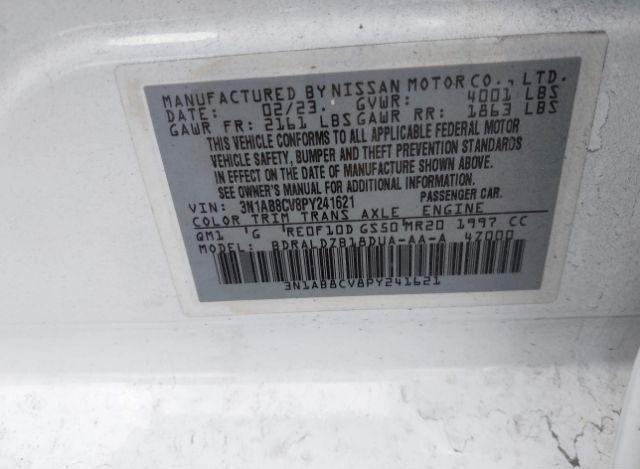 MANUFACTURED BY NISSAN MOTOR CO., LTD.
DATE: 02/23. GVWR: 4001 LBS
GAWR FR: 2161 LBS GAWR RR: 1863 LBS
THIS VEHICLE CONFORMS TO ALL APPLICABLE FEDERAL MOTOR
VEHICLE SAFETY, BUMPER AND THEFT PREVENTION STANDARDS
IN EFFECT ON THE DATE OF MANUFACTURE SHOWN ABOVE.
SEE OWNER'S MANUAL FOR ADDITIONAL INFORMATION.
VIN: 3N1AB8CV8PY241621 PASSENGER CAR.
COLOR TRIM TRANS AXLE ENGINE
QM1 G RE0F10D GS50 MR20 1997 CC
MODEL: BDRALDZB18DUA-AA-A 4Z000
3N1AB8CV8PY241621